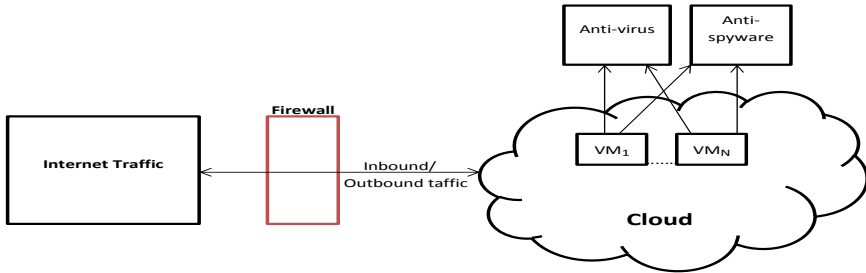 Anti-virus
Anti-
spyware
Firewall
Internet Traffic
Inbound/
Outbound taffic
VM₁
VMN
Cloud